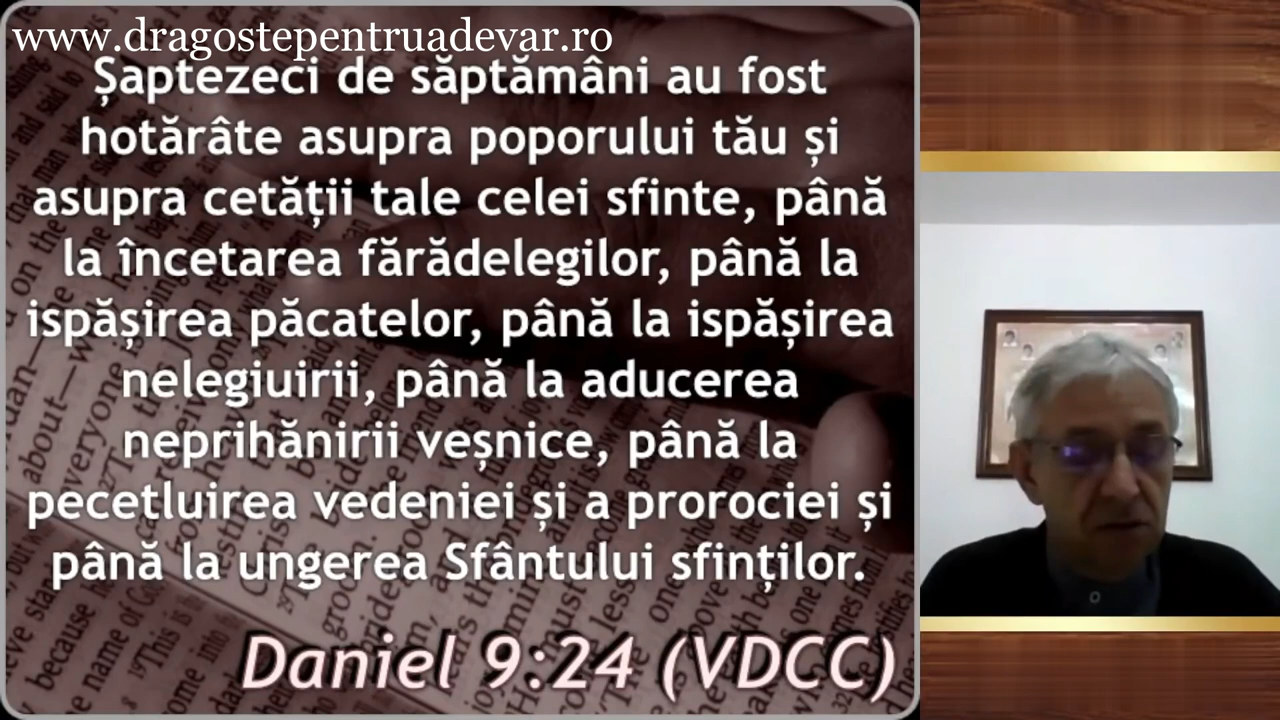 www.dragostepentruadevar.ro
Șaptezeci de săptămâni au fost
hotărâte asupra poporului tău și
asupra cetății tale celei sfinte, până
la încetarea fărădelegilor, până la
ispășirea păcatelor, până la ispășirea
nelegiuirii, până la aducerea
neprihănirii veșnice, până la
pecetluirea vedeniei și a prorociei și
până la ungerea Sfântului sfinților.
Daniel 9:24 (VDCC)